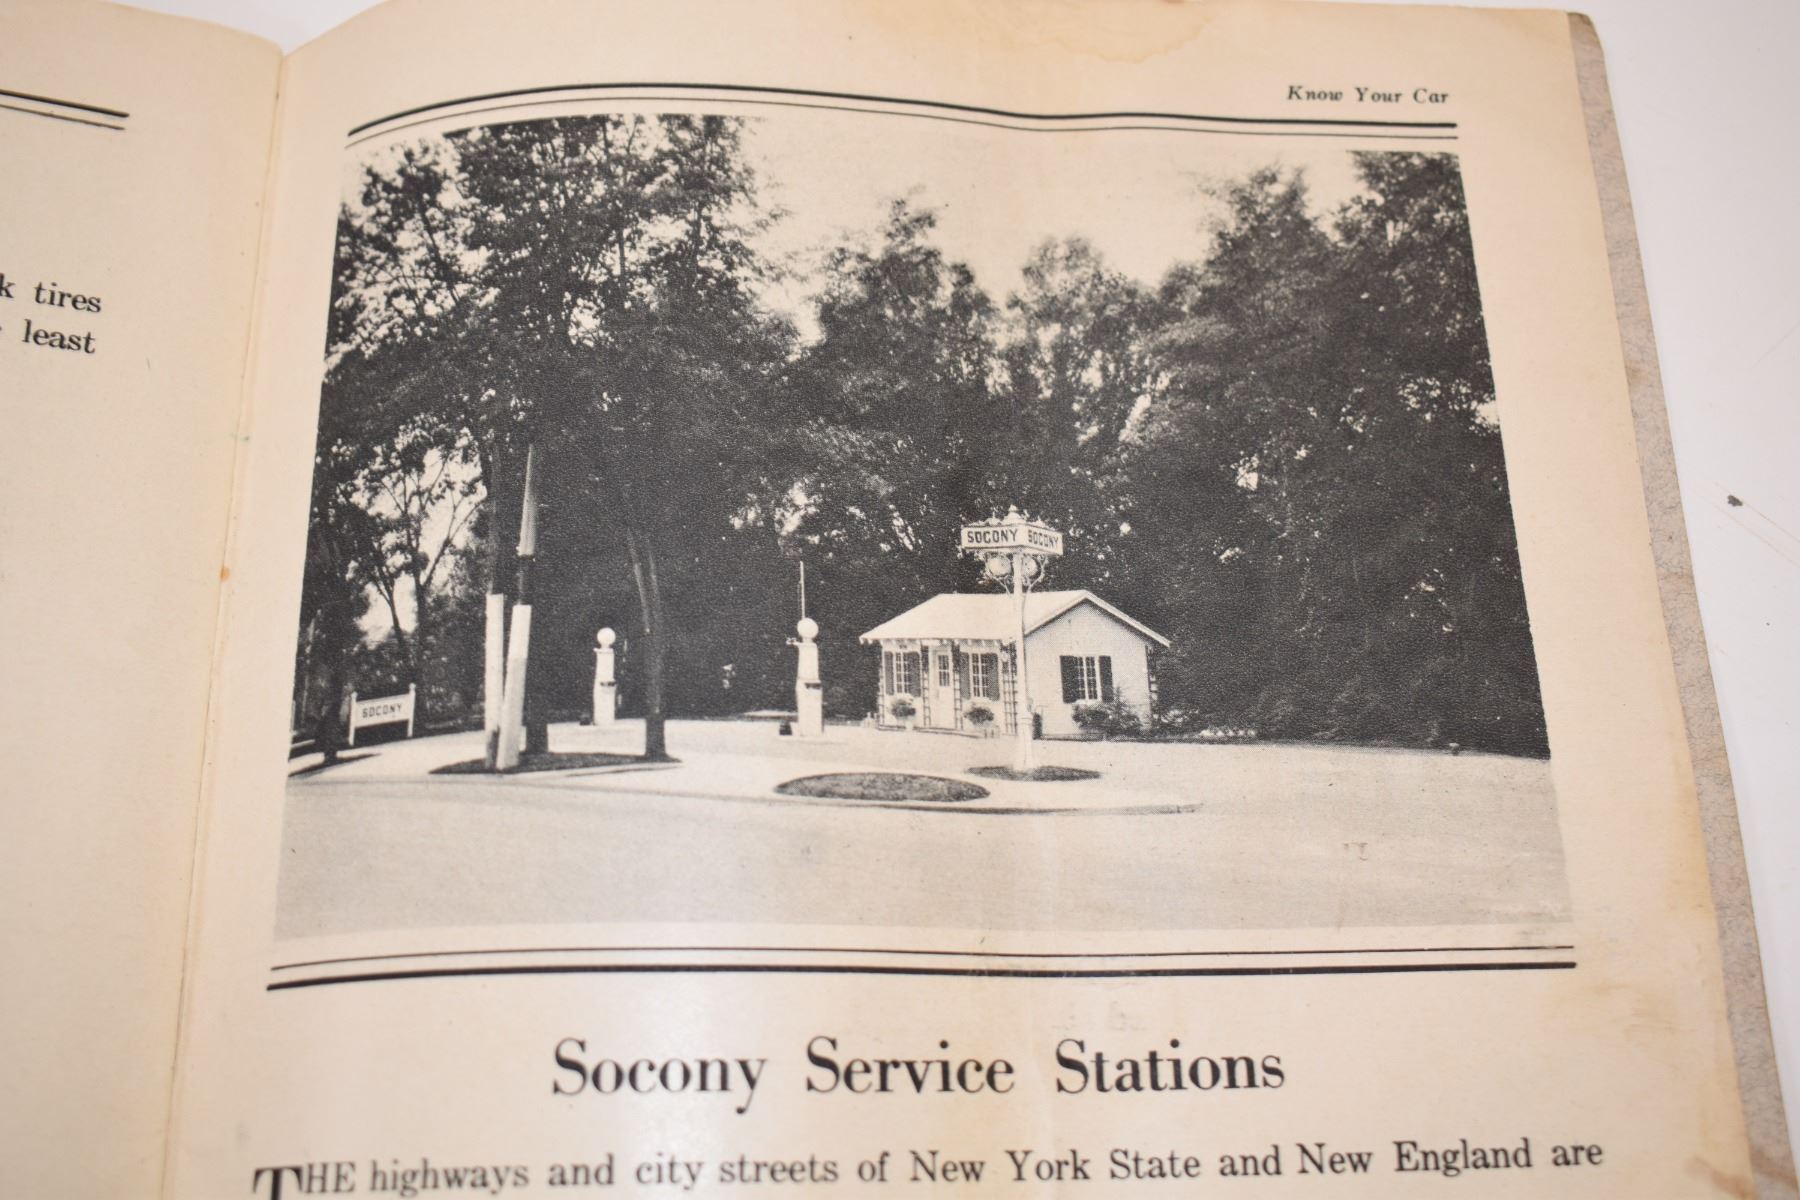 k tires
least
Know Your Car
SOCONY SOCONY
SOCONY
Socony Service Stations
THE highways and city streets of New York State and New England are